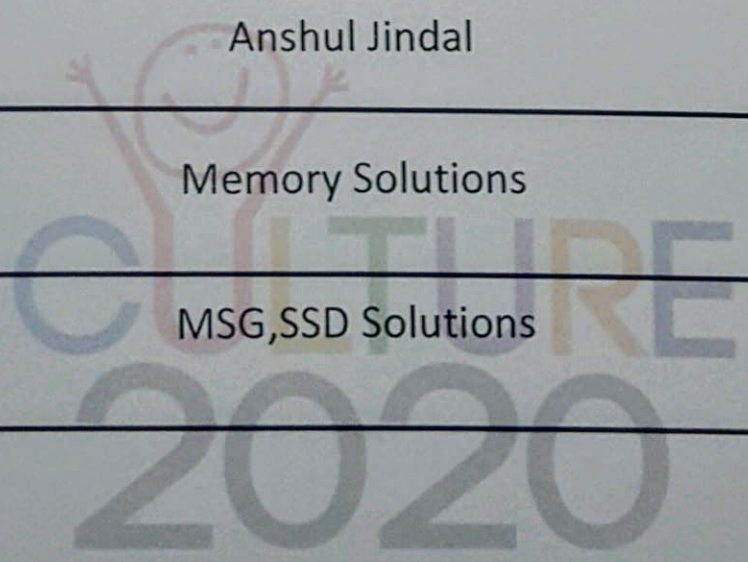 Anshul Jindal
Memory Solutions
CULTURE
MSG,SSD Solutions
2020